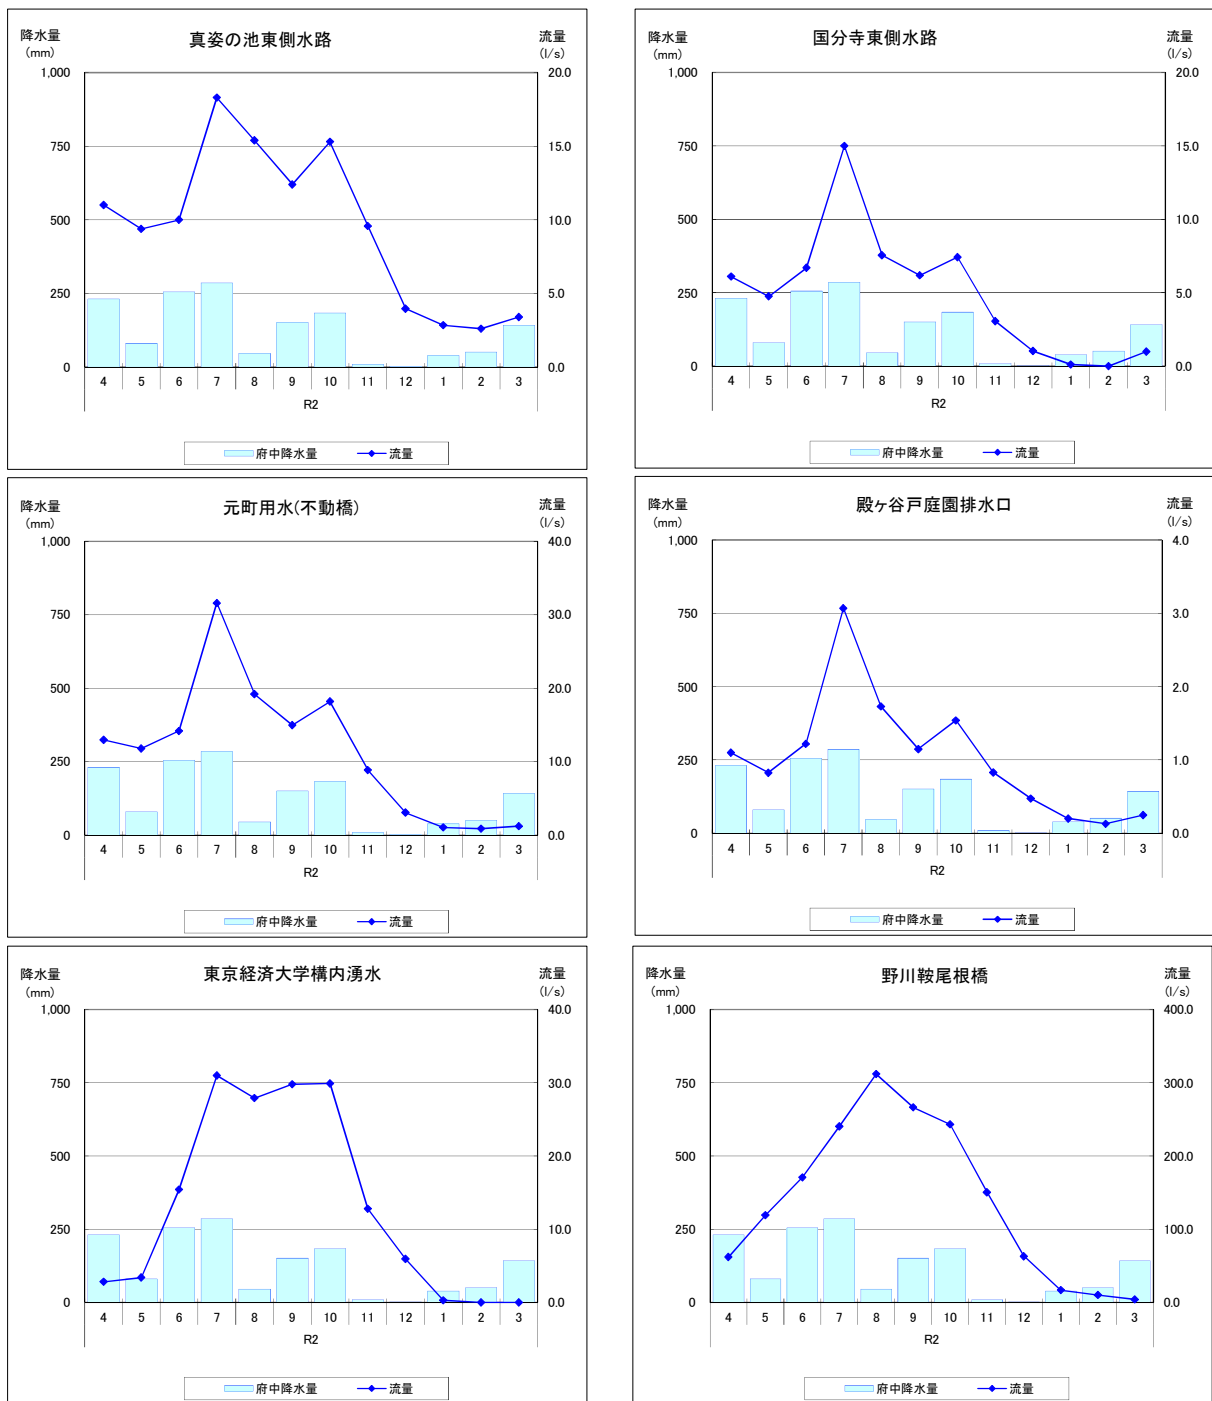 真姿の池東側水路
降水量 流量
(mm) (l/s)
1,000 20.0
750 15.0
500 10.0
250 5.0
0 0.0
4 5 6 7 8 9 10 11 12 1 2 3
R2
府中降水量 流量
国分寺東側水路
降水量 流量
(mm) (l/s)
1,000 20.0
750 15.0
500 10.0
250 5.0
0 0.0
4 5 6 7 8 9 10 11 12 1 2 3
R2
府中降水量 流量
元町用水(不動橋)
降水量 流量
(mm) (l/s)
1,000 40.0
750 30.0
500 20.0
250 10.0
0 0.0
4 5 6 7 8 9 10 11 12 1 2 3
R2
府中降水量 流量
殿ヶ谷戸庭園排水口
降水量 流量
(mm) (l/s)
1,000 4.0
750 3.0
500 2.0
250 1.0
0 0.0
4 5 6 7 8 9 10 11 12 1 2 3
R2
府中降水量 流量
東京経済大学構内湧水
降水量 流量
(mm) (l/s)
1,000 40.0
750 30.0
500 20.0
250 10.0
0 0.0
4 5 6 7 8 9 10 11 12 1 2 3
R2
府中降水量 流量
野川鞍尾根橋
降水量 流量
(mm) (l/s)
1,000 400.0
750 300.0
500 200.0
250 100.0
0 0.0
4 5 6 7 8 9 10 11 12 1 2 3
R2
府中降水量 流量